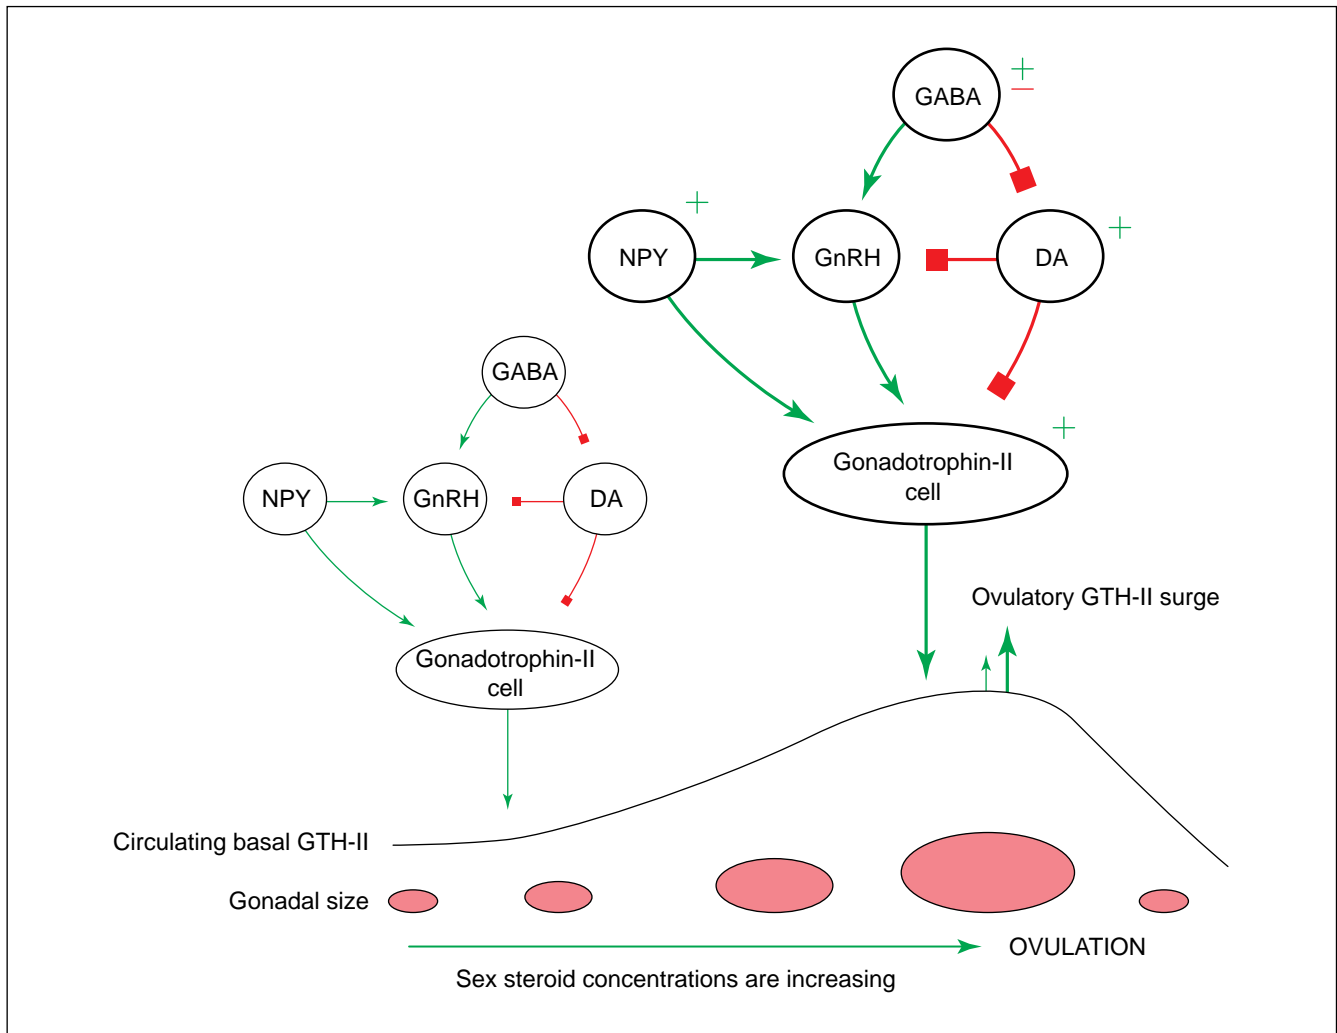 GABA
+
−
NPY
+
GnRH
DA
+
Gonadotrophin-II
cell
+
GABA
NPY
GnRH
DA
Gonadotrophin-II
cell
Ovulatory GTH-II surge
Circulating basal GTH-II
Gonadal size
OVULATION
Sex steroid concentrations are increasing